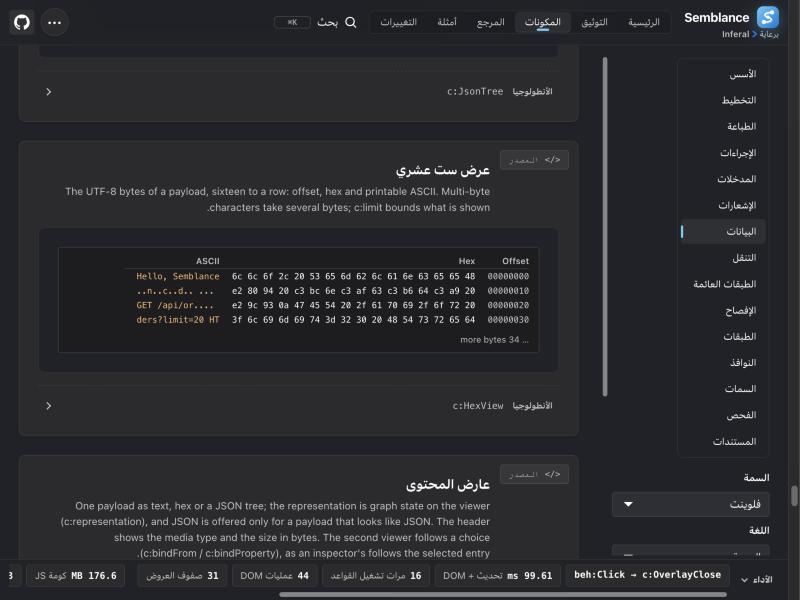 Semblance
برعاية Inferal
الرئيسية
التوثيق
المكونات
المرجع
أمثلة
التغييرات
بحث ⌘K
الأسس
التخطيط
الطباعة
الإجراءات
المدخلات
الإشعارات
البيانات
التنقل
الطبقات العائمة
الإفصاح
الطبقات
النوافذ
السمات
الفحص
المستندات
السمة
فلوينت
اللغة
الأنطولوجيا c:JsonTree
</> المصدر
عرض ست عشري
The UTF-8 bytes of a payload, sixteen to a row: offset, hex and printable ASCII. Multi-byte
characters take several bytes; c:limit bounds what is shown.
Offset Hex ASCII
00000000 6c 6c 6f 2c 20 53 65 6d 62 6c 61 6e 63 65 65 48 Hello, Semblance
00000010 e2 80 94 20 c3 bc 6e c3 af 63 c3 b6 64 c3 a9 20 ..n..c..d.. ...
00000020 e2 9c 93 0a 47 45 54 20 2f 61 70 69 2f 6f 72 20 GET /api/or....
00000030 3f 6c 69 6d 69 74 3d 32 30 20 48 54 73 72 65 64 ders?limit=20 HT
more bytes 34 ...
الأنطولوجيا c:HexView
</> المصدر
عارض المحتوى
One payload as text, hex or a JSON tree; the representation is graph state on the viewer
(c:representation), and JSON is offered only for a payload that looks like JSON. The header
shows the media type and the size in bytes. The second viewer follows a choice
(c:bindFrom / c:bindProperty), as an inspector's follows the selected entry.
الأداء
beh:Click → c:OverlayClose
99.61 ms تحديث + DOM
16 مرات تشغيل القواعد
44 عمليات DOM
31 صفوف العروض
176.6 MB كومة JS